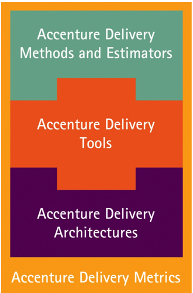 Accenture Delivery
Methods and Estimators
Accenture Delivery
Tools
Accenture Delivery
Architectures
Accenture Delivery Metrics